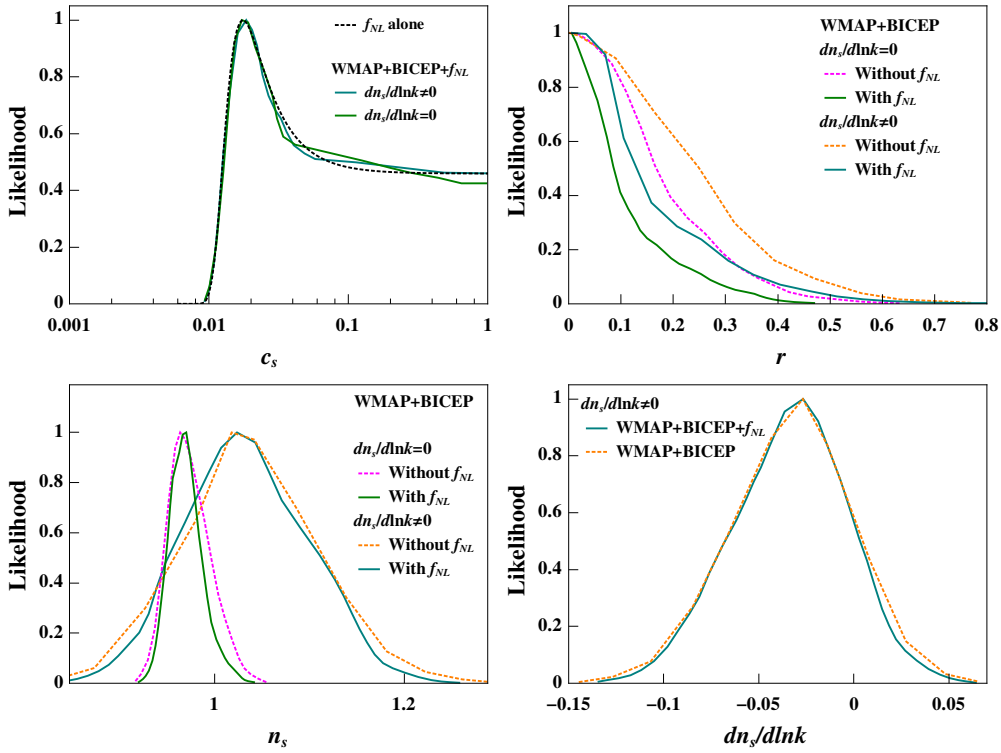 f_NL alone
WMAP+BICEP+f_NL
dn_s/dlnk≠0
dn_s/dlnk=0
Likelihood
1
0.8
0.6
0.4
0.2
0
0.001
0.01
0.1
1
c_s
WMAP+BICEP
dn_s/dlnk=0
Without f_NL
With f_NL
dn_s/dlnk≠0
Without f_NL
With f_NL
Likelihood
1
0.8
0.6
0.4
0.2
0
0
0.1
0.2
0.3
0.4
0.5
0.6
0.7
0.8
r
WMAP+BICEP
dn_s/dlnk=0
Without f_NL
With f_NL
dn_s/dlnk≠0
Without f_NL
With f_NL
Likelihood
1
0.8
0.6
0.4
0.2
0
1
1.2
n_s
dn_s/dlnk≠0
WMAP+BICEP+f_NL
WMAP+BICEP
Likelihood
1
0.8
0.6
0.4
0.2
0
-0.15
-0.1
-0.05
0
0.05
dn_s/dlnk